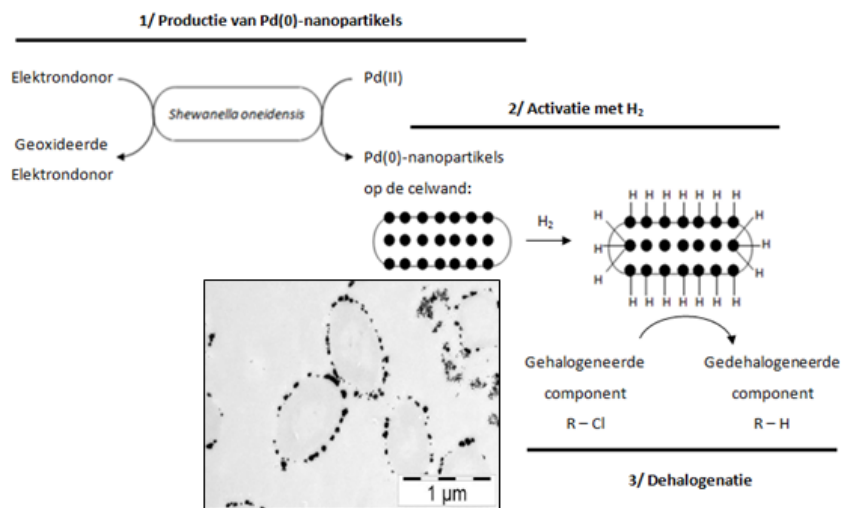 1/ Productie van Pd(0)-nanopartikels
Elektrondonor
Shewanella oneidensis
Pd(II)
Geoxideerde
Elektrondonor
Pd(0)-nanopartikels
op de celwand:
2/ Activatie met H₂
H₂
H H H H H H H
H H
H H
H H
H H H H H H H
Gehalogeneerde
component
R – Cl
Gedehalogeneerde
component
R – H
3/ Dehalogenatie
1 µm